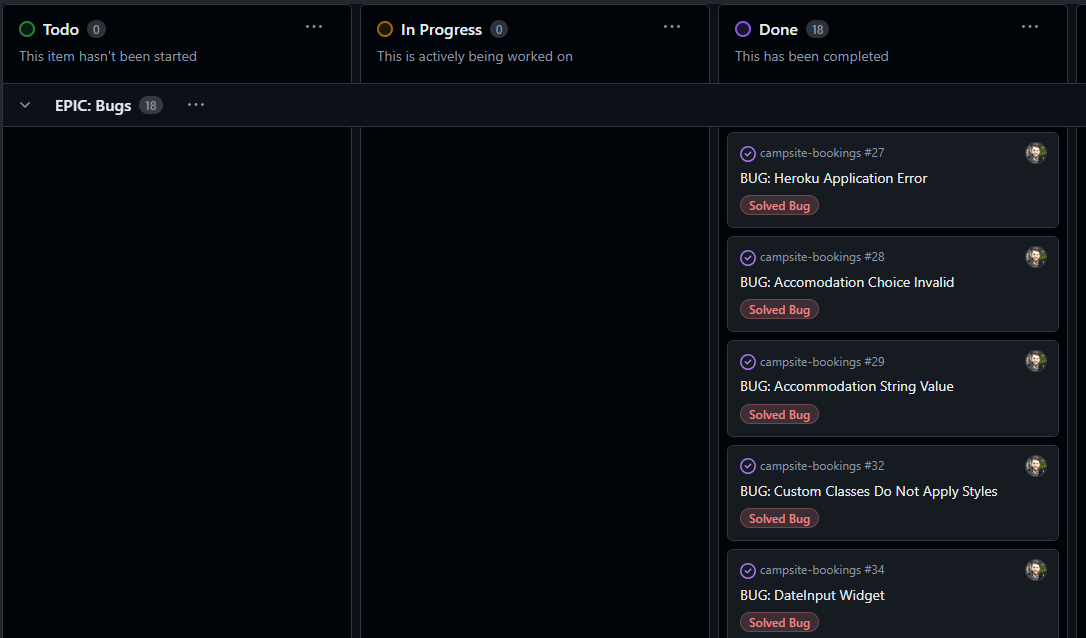 Todo 0
This item hasn't been started
In Progress 0
This is actively being worked on
Done 18
This has been completed
EPIC: Bugs 18
campsite-bookings #27
BUG: Heroku Application Error
Solved Bug
campsite-bookings #28
BUG: Accomodation Choice Invalid
Solved Bug
campsite-bookings #29
BUG: Accommodation String Value
Solved Bug
campsite-bookings #32
BUG: Custom Classes Do Not Apply Styles
Solved Bug
campsite-bookings #34
BUG: DateInput Widget
Solved Bug